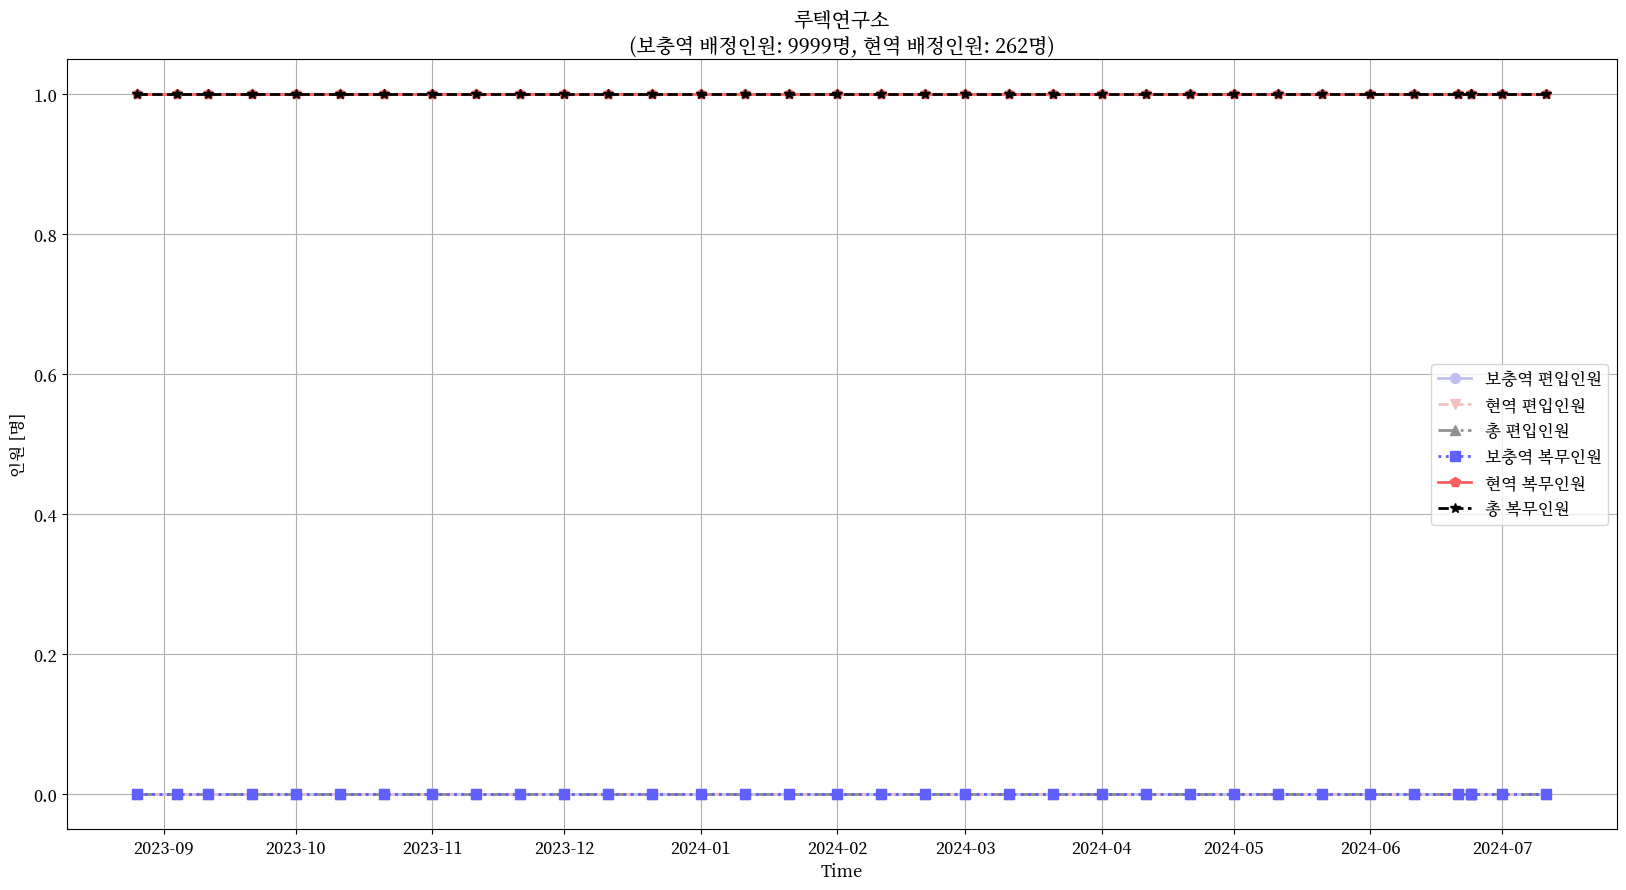 루텍연구소
(보충역 배정인원: 9999명, 현역 배정인원: 262명)
1.0
0.8
0.6
0.4
0.2
0.0
인원 [명]
보충역 편입인원
현역 편입인원
총 편입인원
보충역 복무인원
현역 복무인원
총 복무인원
2023-09 2023-10 2023-11 2023-12 2024-01 2024-02 2024-03 2024-04 2024-05 2024-06 2024-07
Time